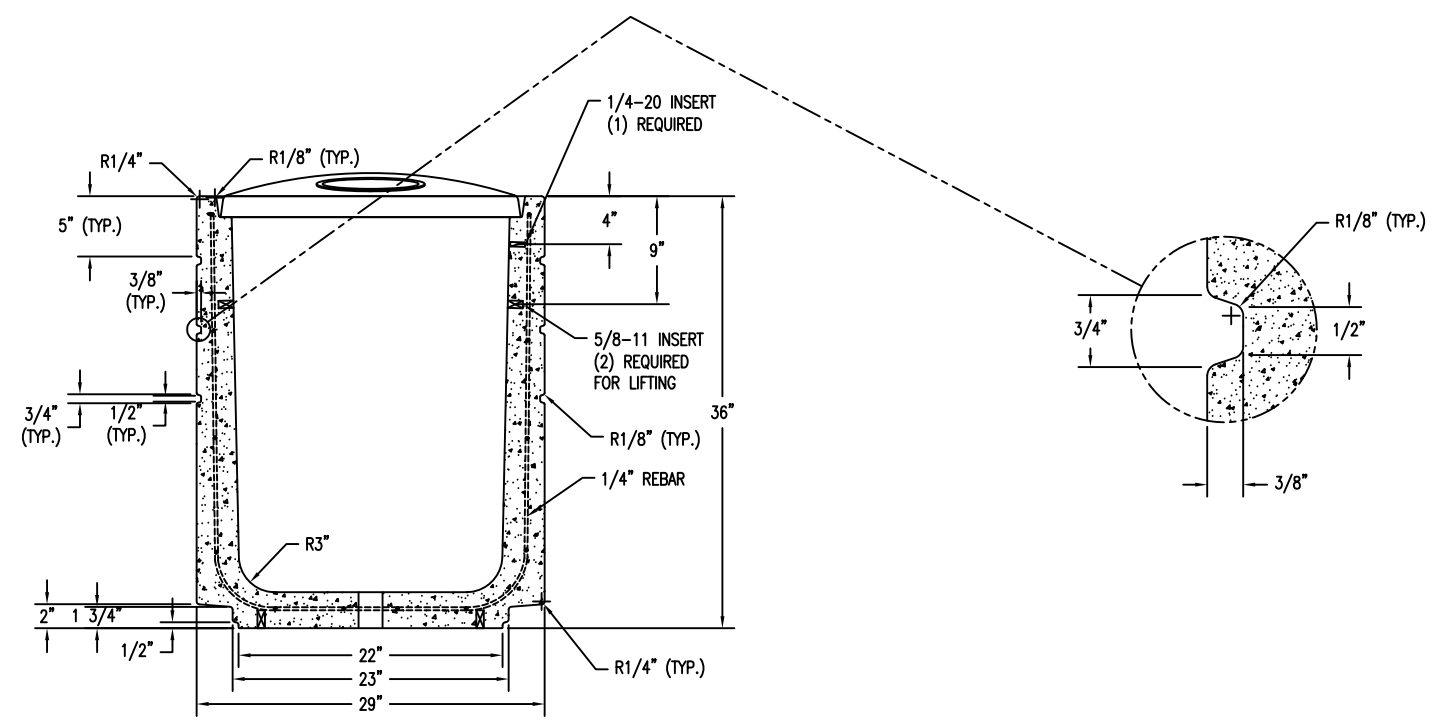 1/4-20 INSERT
(1) REQUIRED
R1/4"
R1/8" (TYP.)
5" (TYP.)
4"
9"
3/8"
(TYP.)
5/8-11 INSERT
(2) REQUIRED
FOR LIFTING
3/4"
(TYP.)
1/2"
(TYP.)
36"
R1/8" (TYP.)
1/4" REBAR
R3"
2"
1 3/4"
1/2"
22"
23"
29"
R1/4" (TYP.)
R1/8" (TYP.)
3/4"
1/2"
3/8"